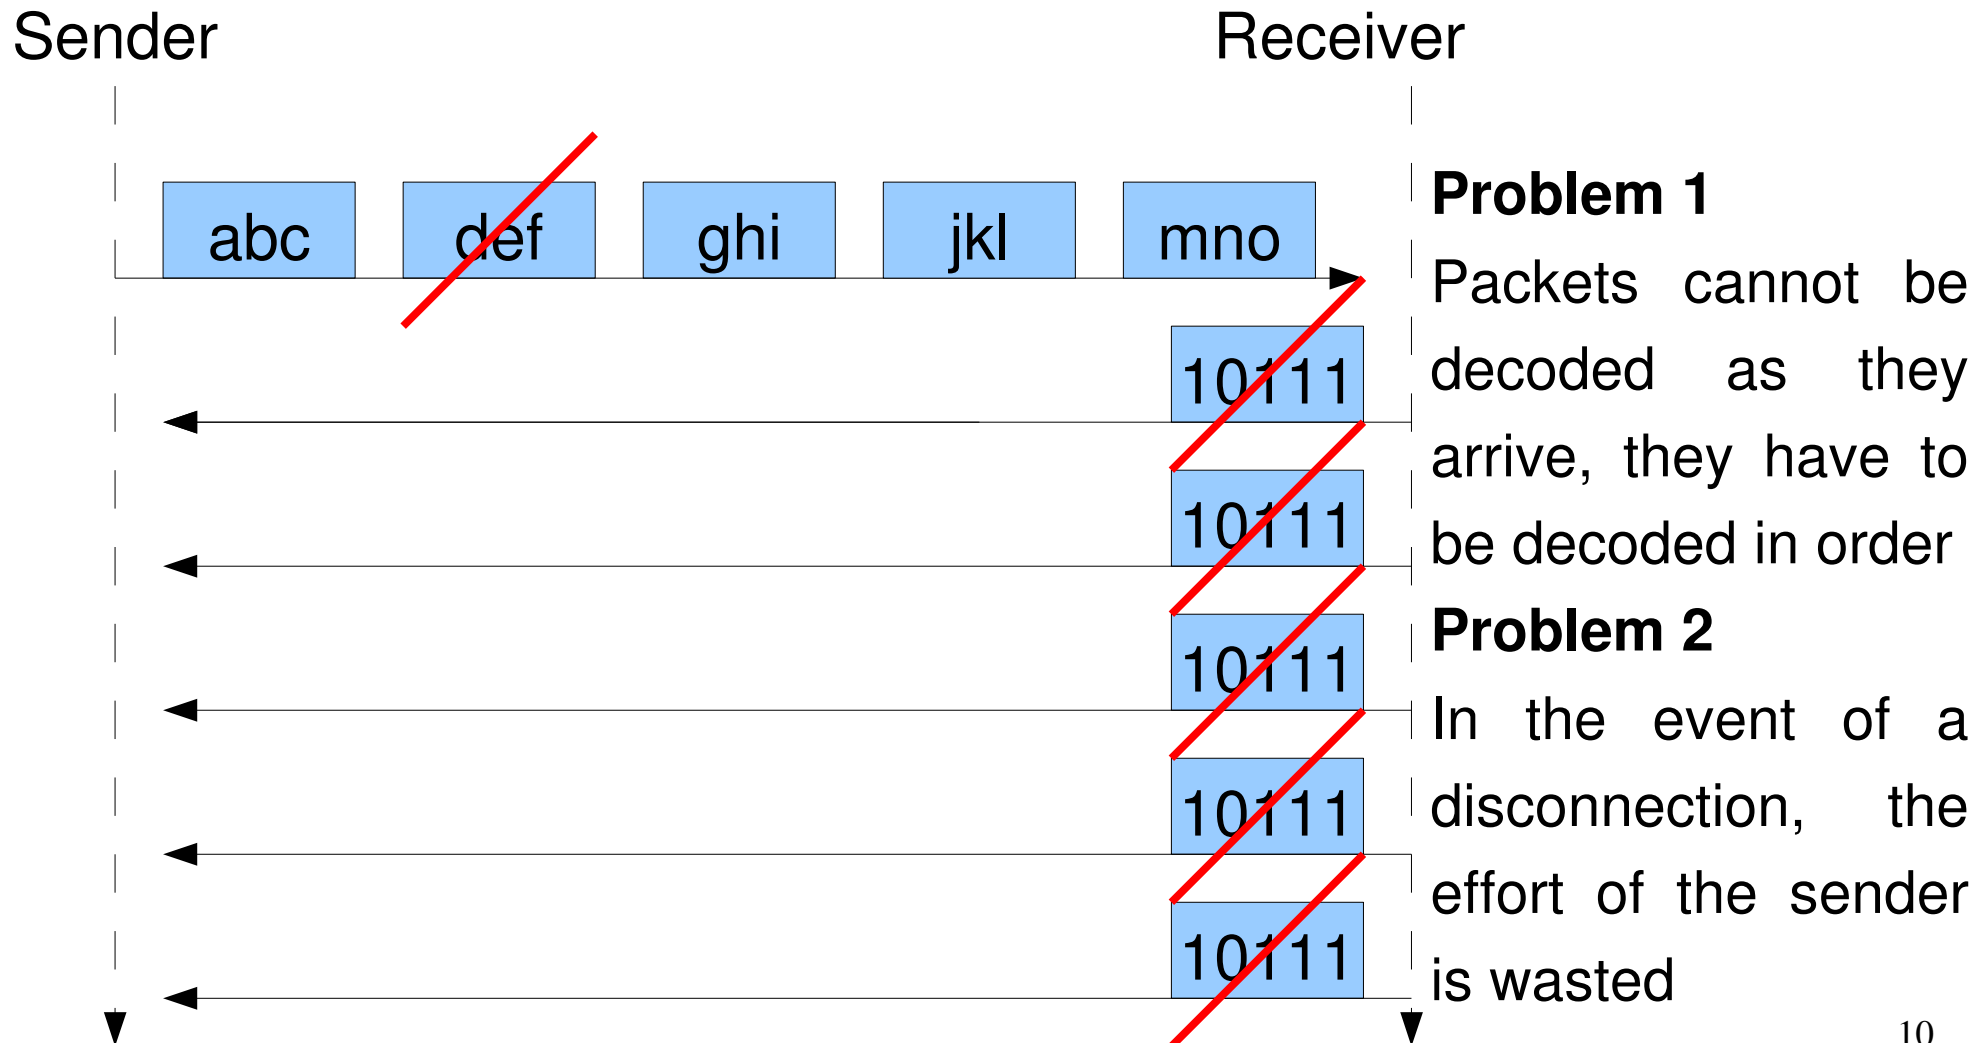 Sender
Receiver
abc
def
ghi
jkl
mno
10111
10111
10111
10111
10111
Problem 1
Packets cannot be
decoded as they
arrive, they have to
be decoded in order
Problem 2
In the event of a
disconnection, the
effort of the sender
is wasted
10